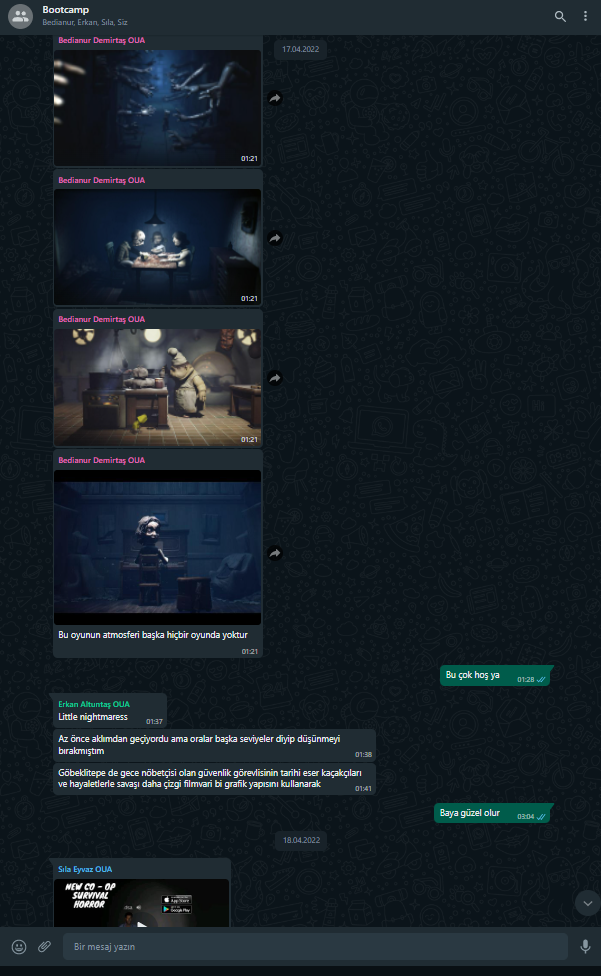 Bootcamp
Bedianur, Erkan, Sıla, Siz
Bedianur Demirtaş OUA
17.04.2022
01:21
Bedianur Demirtaş OUA
01:21
Bedianur Demirtaş OUA
01:21
Bedianur Demirtaş OUA
Bu oyunun atmosferi başka hiçbir oyunda yoktur
01:21
Bu çok hoş ya
01:28
Erkan Altuntaş OUA
Little nightmaress
01:37
Az önce aklımdan geçiyordu ama oralar başka seviyeler diyip düşünmeyi
bırakmıştım
01:38
Göbeklitepe de gece nöbetçisi olan güvenlik görevlisinin tarihi eser kaçakçıları
ve hayaletlerle savaşı daha çizgi filmvari bi grafik yapısını kullanarak
01:41
Baya güzel olur
03:04
18.04.2022
Sıla Eyvaz OUA
NEW CO - OP
SURVIVAL
HORROR
App Store
Google Play
Bir mesaj yazın